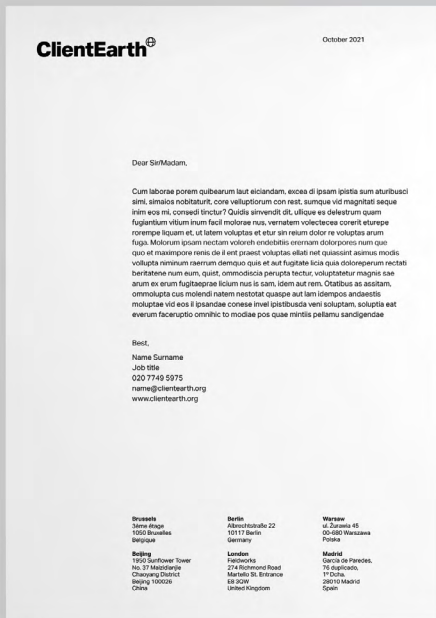 ClientEarth
October 2021
Dear Sir/Madam,
Cum laborae porem quibearum laut eiciandam, excea di ipsam ipistia sum aturibusci
simi, simaios nobitaturit, core velluptiorum con rest, sumque vid magnitati seque
inim eos mi, consedi tinctur? Quidis sinvendit dit, ullique es delestrum quam
fugiantium vitium inum facil molorae nus, vernatem volectecea corerit eturepe
rorempe liquam et, ut latem voluptas et etur sin reium dolor re voluptas arum
fuga. Molorum ipsam nectam voloreh endebitiis erernam dolorpores num que
quo et maximpore renis de il ent praest voluptas ellati net quiassint asimus modis
vollupta niminum raerrum demquo quis et aut fugitate licia quia doloreperum rectati
beritatene num eum, quist, ommodiscia perupta tectur, voluptatetur magnis sae
arum ex erum fugitaeprae licium nus is sam, idem aut rem. Otatibus as assitam,
ommolupta cus molendi natem nestotat quaspe aut lam idempos andaestis
moluptae vid eos il ipsandae conese invel ipistibusda veni soluptam, soluptia eat
everum faceruptio omnihic to modiae pos quae mintiis pellamu sandigendae
Best,
Name Surname
Job title
020 7749 5975
name@clientearth.org
www.clientearth.org
Brussels
3ème étage
1050 Bruxelles
Belgique
Berlin
Albrechtstraße 22
10117 Berlin
Germany
Warsaw
ul. Żurawia 45
00-680 Warszawa
Polska
Beijing
1950 Sunflower Tower
No. 37 Maizidianjie
Chaoyang District
Beijing 100026
China
London
Fieldworks
274 Richmond Road
Martello St. Entrance
E8 3QW
United Kingdom
Madrid
García de Paredes,
76 duplicado,
1º Dcha.
28010 Madrid
Spain